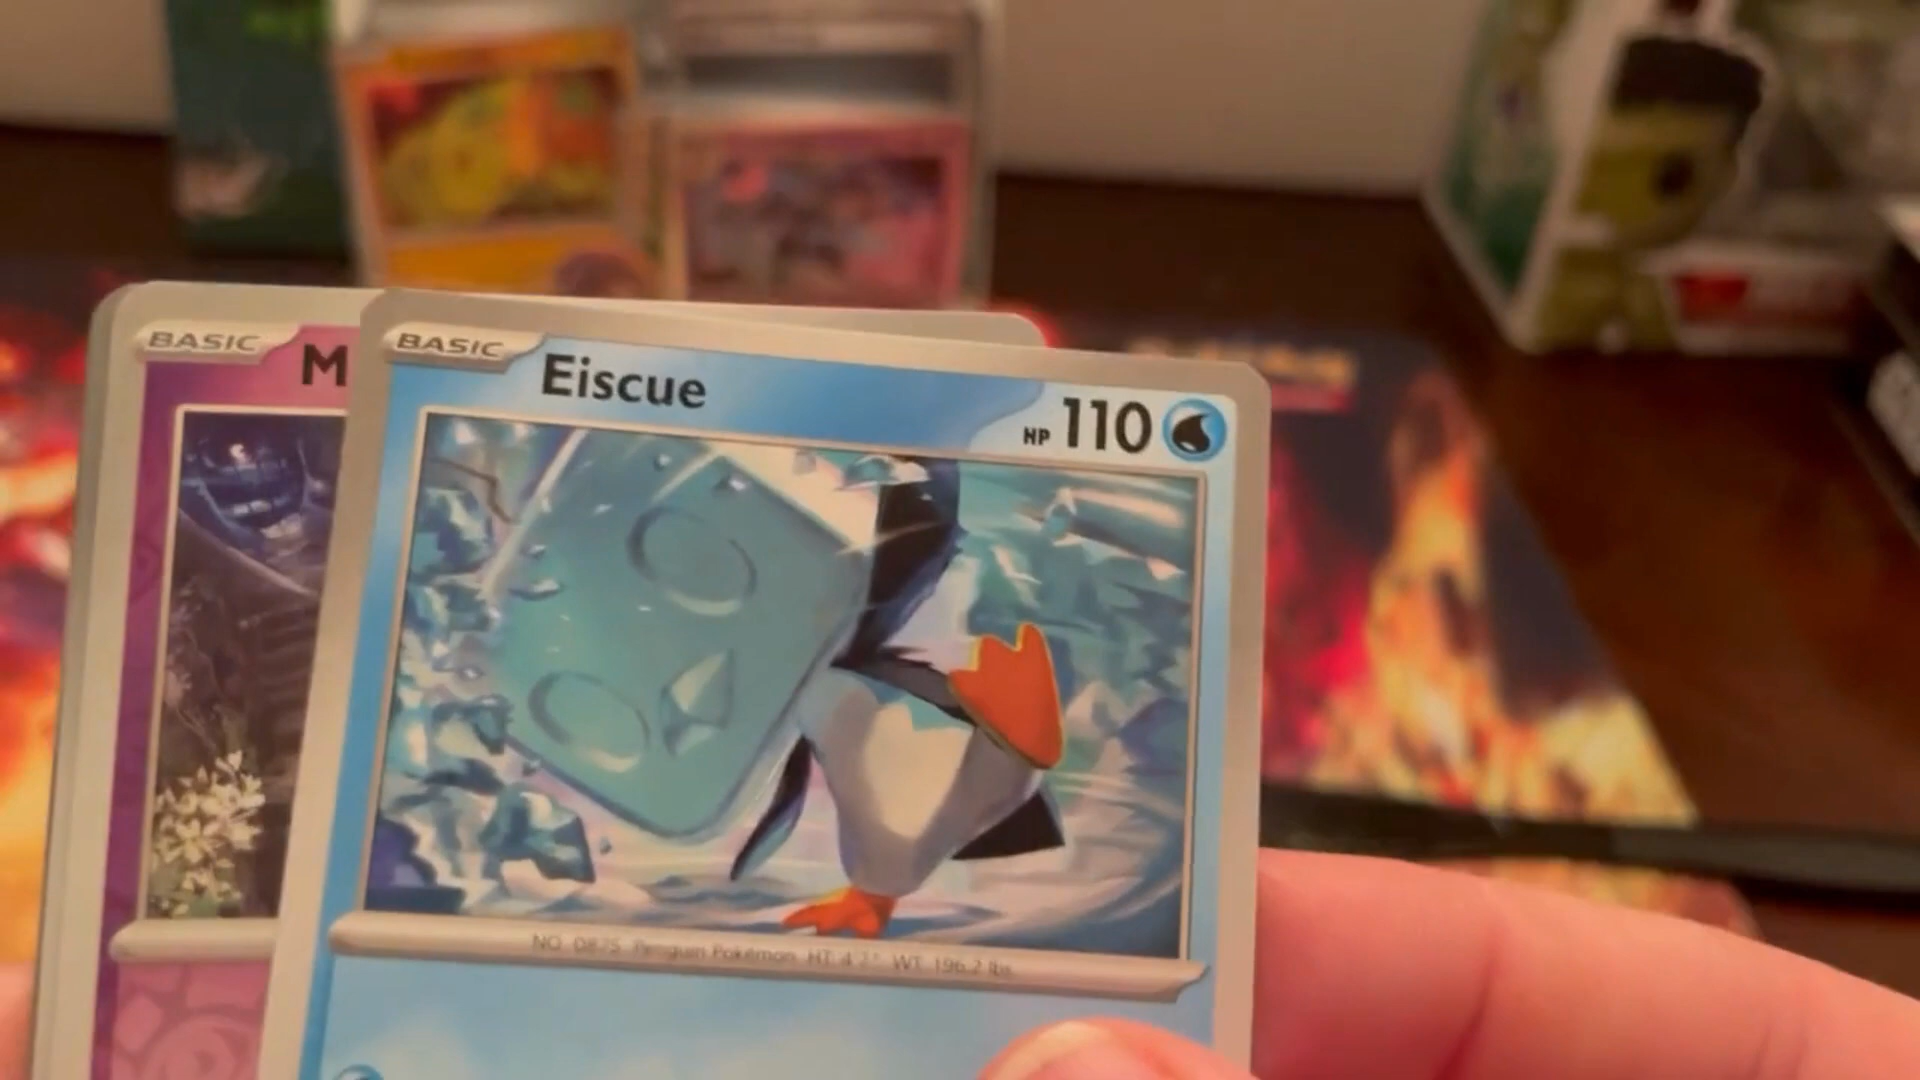 BASIC
M
BASIC
Eiscue
HP 110
NO. 0875 Penguin Pokémon HT: 4'7" WT: 196.2 lbs.